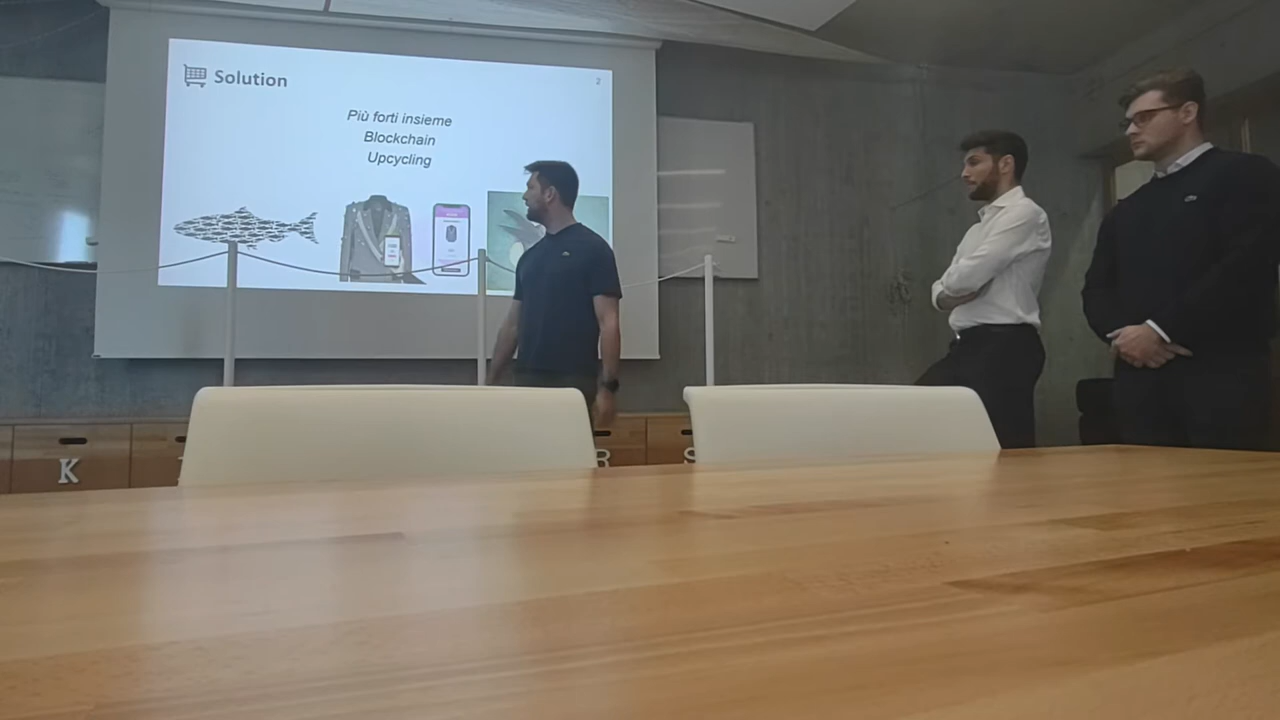 Solution
2
Più forti insieme
Blockchain
Upcycling
K
R
S